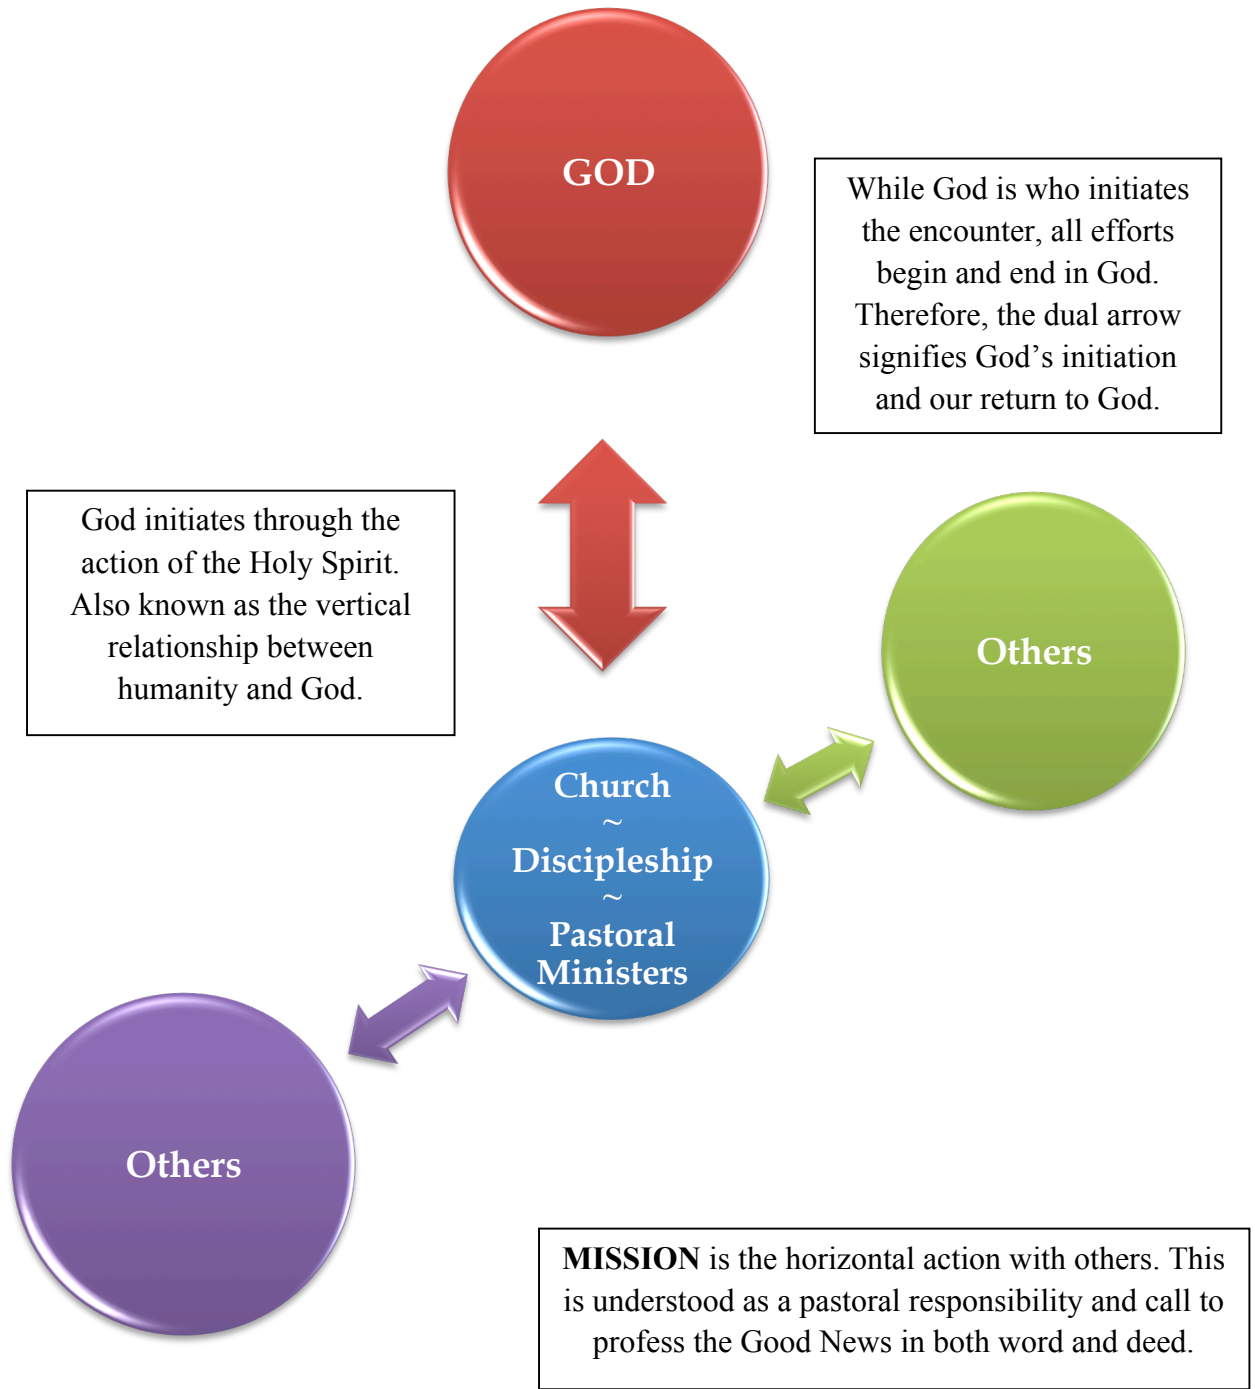 GOD
While God is who initiates
the encounter, all efforts
begin and end in God.
Therefore, the dual arrow
signifies God’s initiation
and our return to God.
God initiates through the
action of the Holy Spirit.
Also known as the vertical
relationship between
humanity and God.
Others
Church
~
Discipleship
~
Pastoral
Ministers
Others
MISSION is the horizontal action with others. This
is understood as a pastoral responsibility and call to
profess the Good News in both word and deed.